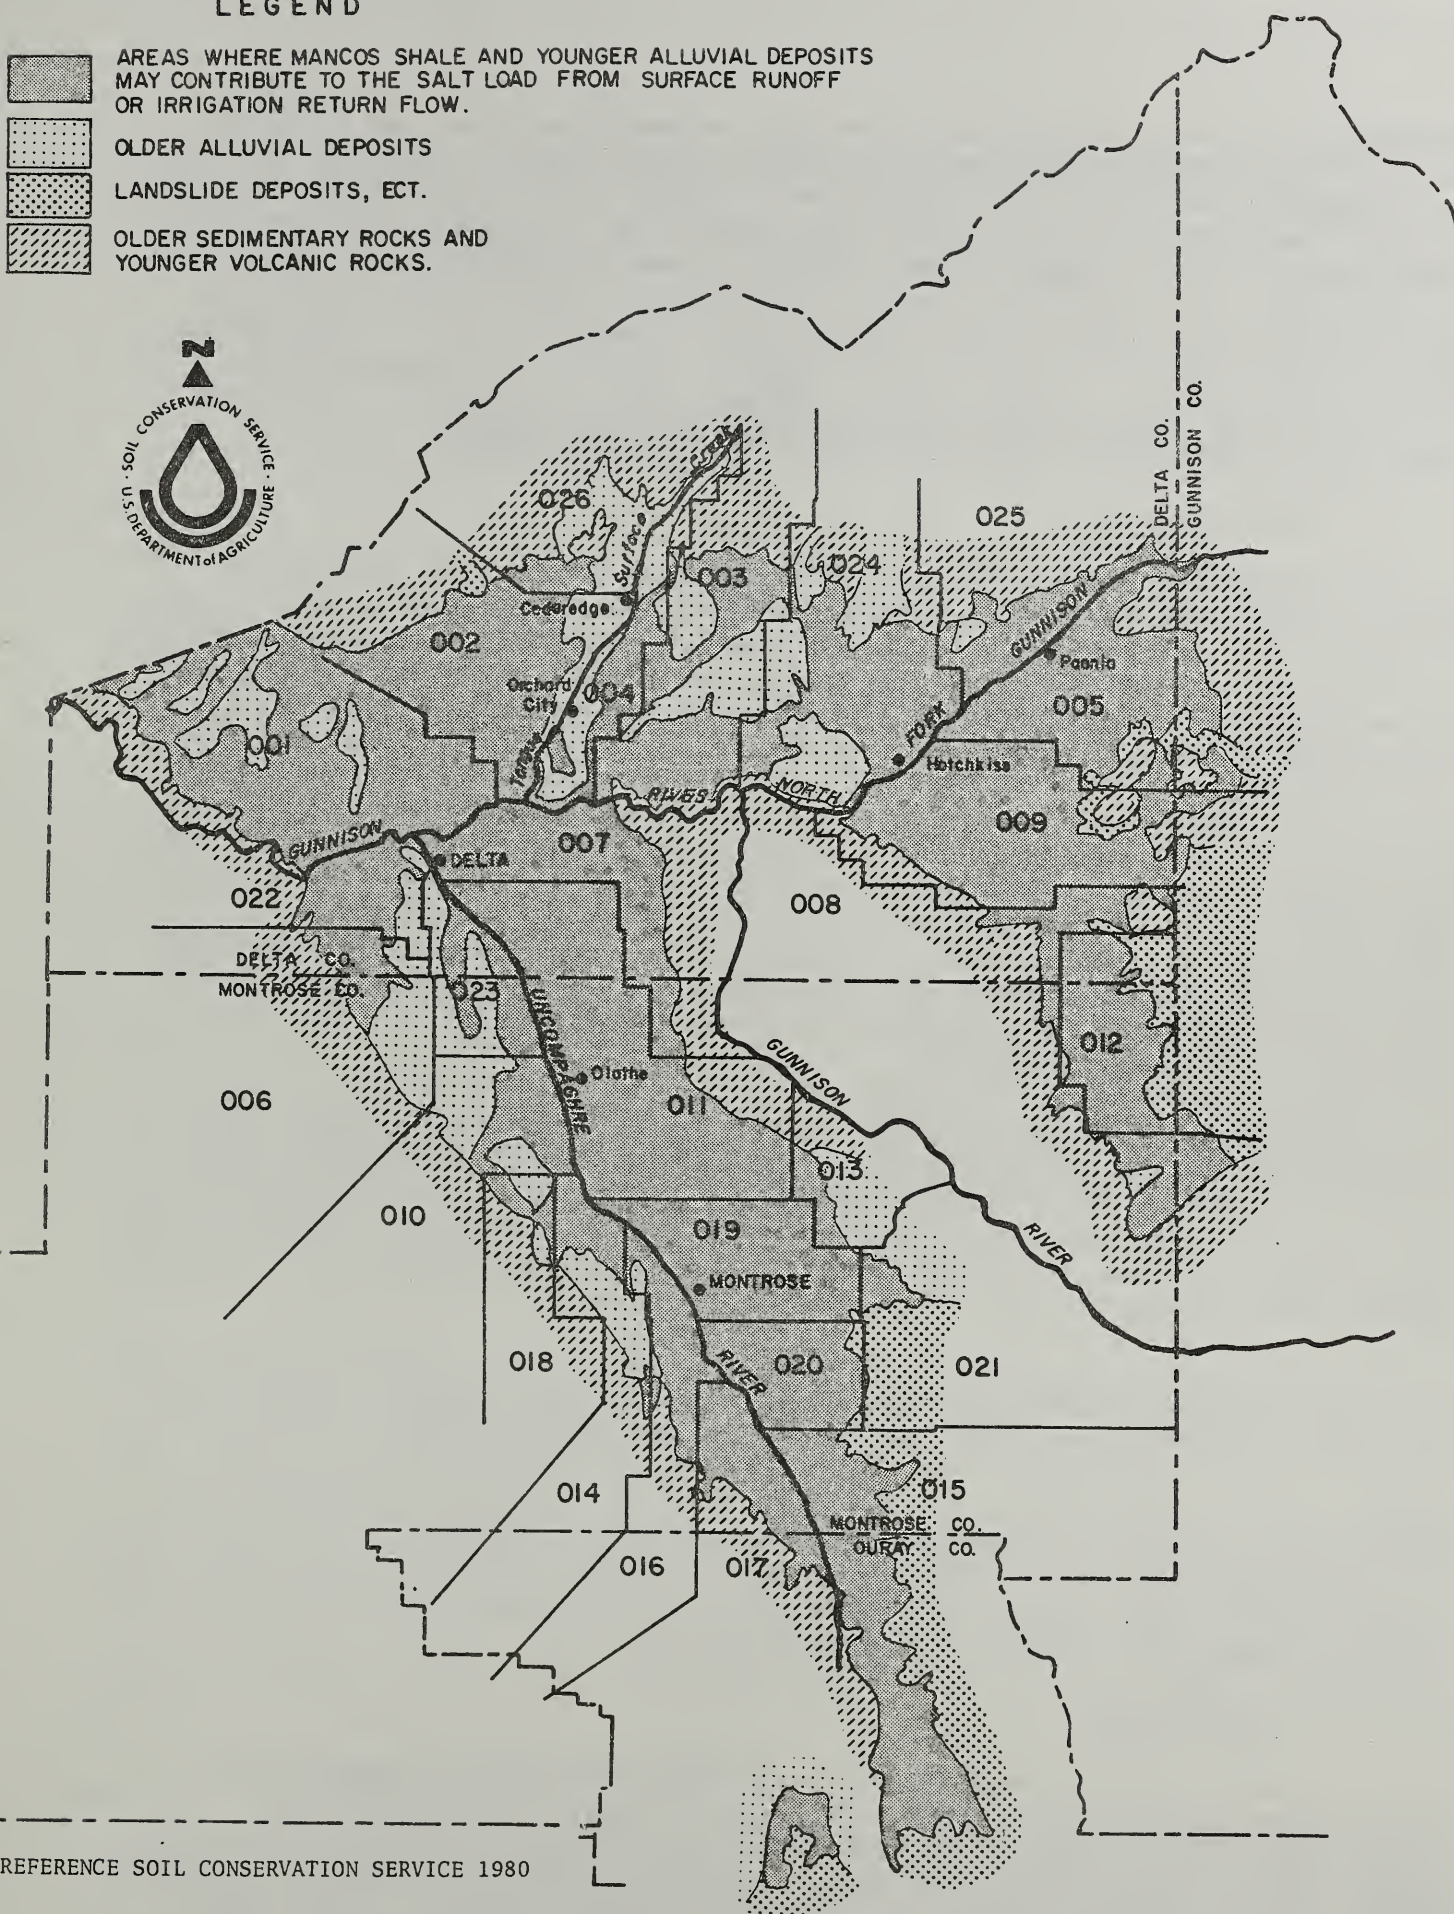 LEGEND
AREAS WHERE MANCOS SHALE AND YOUNGER ALLUVIAL DEPOSITS
MAY CONTRIBUTE TO THE SALT LOAD FROM SURFACE RUNOFF
OR IRRIGATION RETURN FLOW.
OLDER ALLUVIAL DEPOSITS
LANDSLIDE DEPOSITS, ECT.
OLDER SEDIMENTARY ROCKS AND
YOUNGER VOLCANIC ROCKS.
N
SOIL CONSERVATION SERVICE
U.S. DEPARTMENT of AGRICULTURE
DELTA CO.
GUNNISON CO.
Surface Creek
026
025
003
024
Cedaredge
002
GUNNISON
Paonia
Orchard
City
004
005
001
FORK
Hotchkiss
RIVER
NORTH
009
GUNNISON
007
DELTA
022
008
DELTA CO.
MONTROSE CO.
023
UNCOMPAGHRE
GUNNISON
012
Olathe
006
011
013
010
019
RIVER
MONTROSE
018
RIVER
020
021
014
015
MONTROSE CO.
OURAY CO.
016
017
REFERENCE SOIL CONSERVATION SERVICE 1980